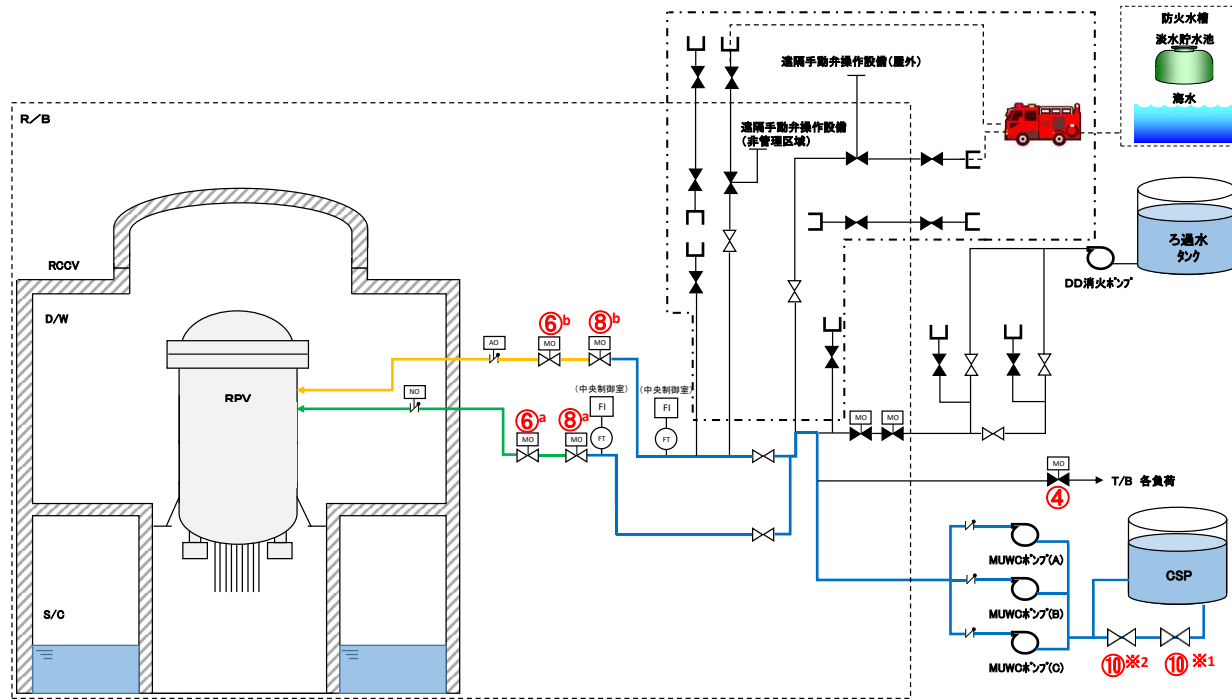 防火水槽
淡水貯水池
海水
遠隔手動弁操作設備(屋外)
遠隔手動弁操作設備
(非管理区域)
R/B
ろ過水
タンク
DD消火ポンプ
RCCV
D/W
RPV
S/C
AO
⑥b
MO
⑧b
MO
NO
⑥a
MO
⑧a
MO
(中央制御室)
FI
FT
(中央制御室)
FI
FT
MO
MO
MO
④
T/B 各負荷
MUWCポンプ(A)
MUWCポンプ(B)
MUWCポンプ(C)
CSP
⑩※2
⑩※1